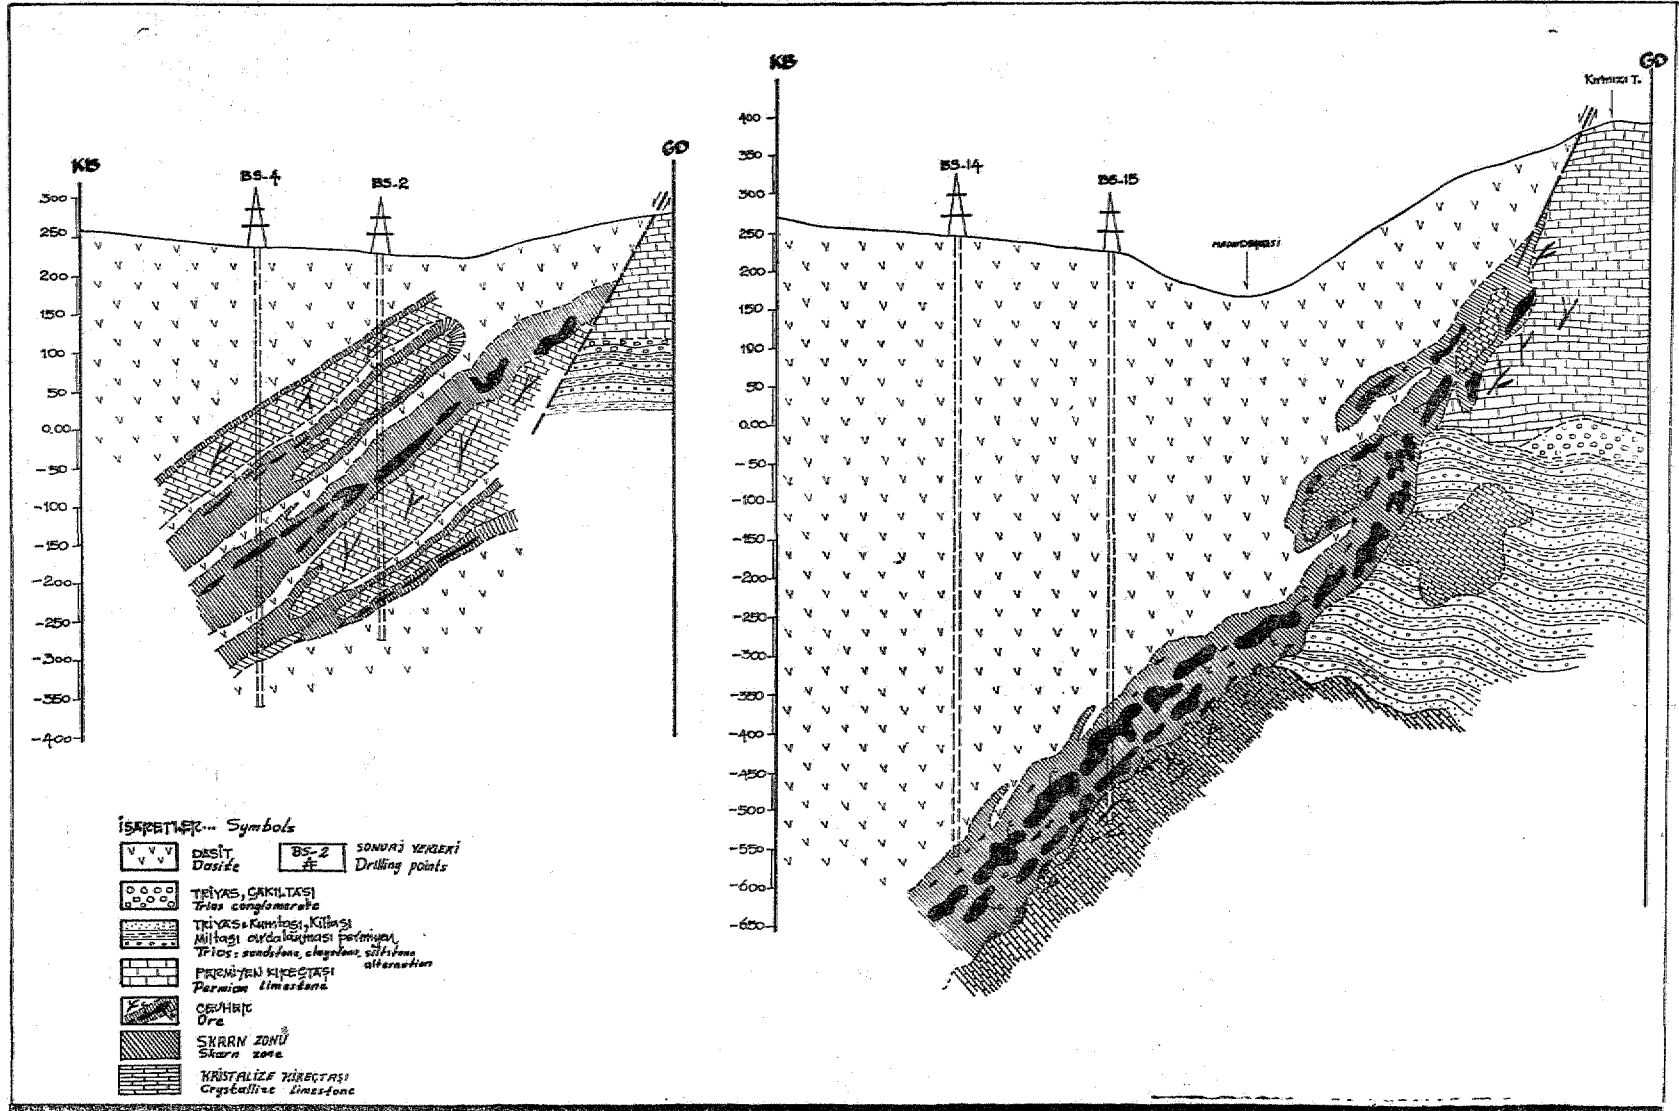 KB
GD
BS-4
BS-2
300
250
200
150
100
50
0.00
-50
-100
-150
-200
-250
-300
-350
-400
KB
GD
Kırmızı T.
BS-14
BS-15
400
350
300
250
200
150
100
50
0.00
-50
-100
-150
-200
-250
-300
-350
-400
-450
-500
-550
-600
-650
İŞARETLER... Symbols
DASİT
Dasite
BS-2
SONDAJ YERLERİ
Drilling points
TRİYAS, ÇAKILTAŞI
Trias conglomerate
TRİYAS: Kumtaşı, Kiltaşı
Miltaşı ardalanması permiyen
Trias: sandstone, claystone, siltstone
alternation
PERMİYEN KİREÇTAŞI
Permian limestone
CEVHER
Ore
SKARN ZONU
Skarn zone
KRİSTALİZE KİREÇTAŞI
Crystallize limestone